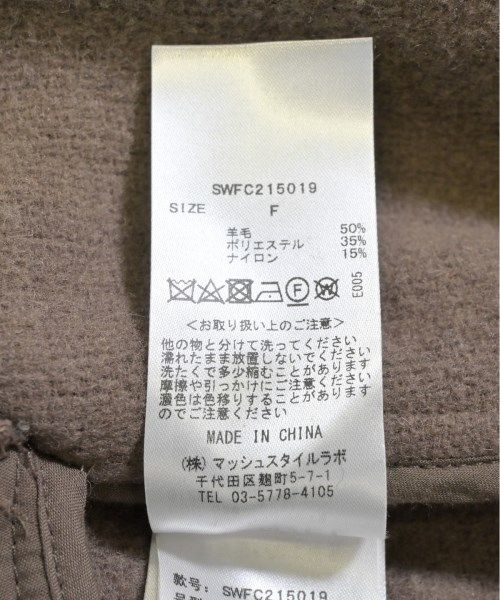 SWFC215019
SIZE F
羊毛 50%
ポリエステル 35%
ナイロン 15%
E005
<お取り扱い上のご注意>
他の物と分けて洗ってください
濡れたまま放置しないでください
洗たくで多少縮むことがあります
摩擦や引っかけにご注意ください
濃色は色移りすることがあります
のでご注意ください
MADE IN CHINA
(株) マッシュスタイルラボ
千代田区麹町5-7-1
TEL 03-5778-4105
款号: SWFC215019